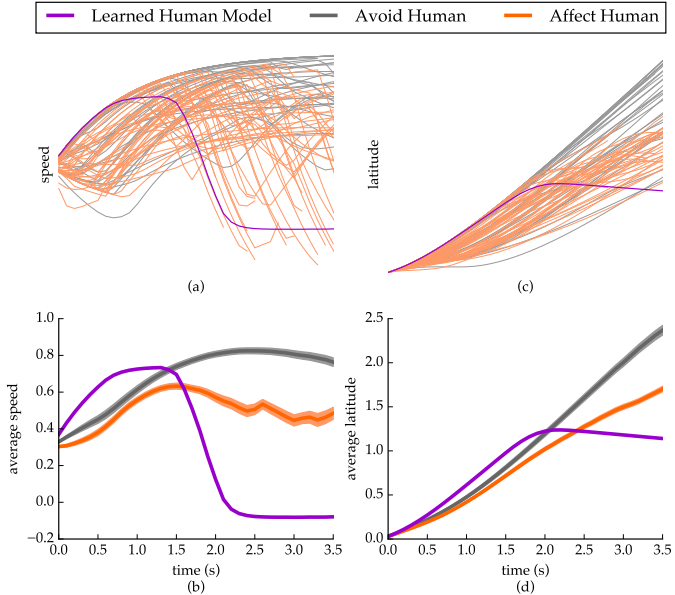 Learned Human Model Avoid Human Affect Human
speed
(a)
latitude
(c)
1.0
0.8
0.6
0.4
0.2
0.0
−0.2
average speed
0.0 0.5 1.0 1.5 2.0 2.5 3.0 3.5
time (s)
(b)
2.5
2.0
1.5
1.0
0.5
0.0
average latitude
0.0 0.5 1.0 1.5 2.0 2.5 3.0 3.5
time (s)
(d)